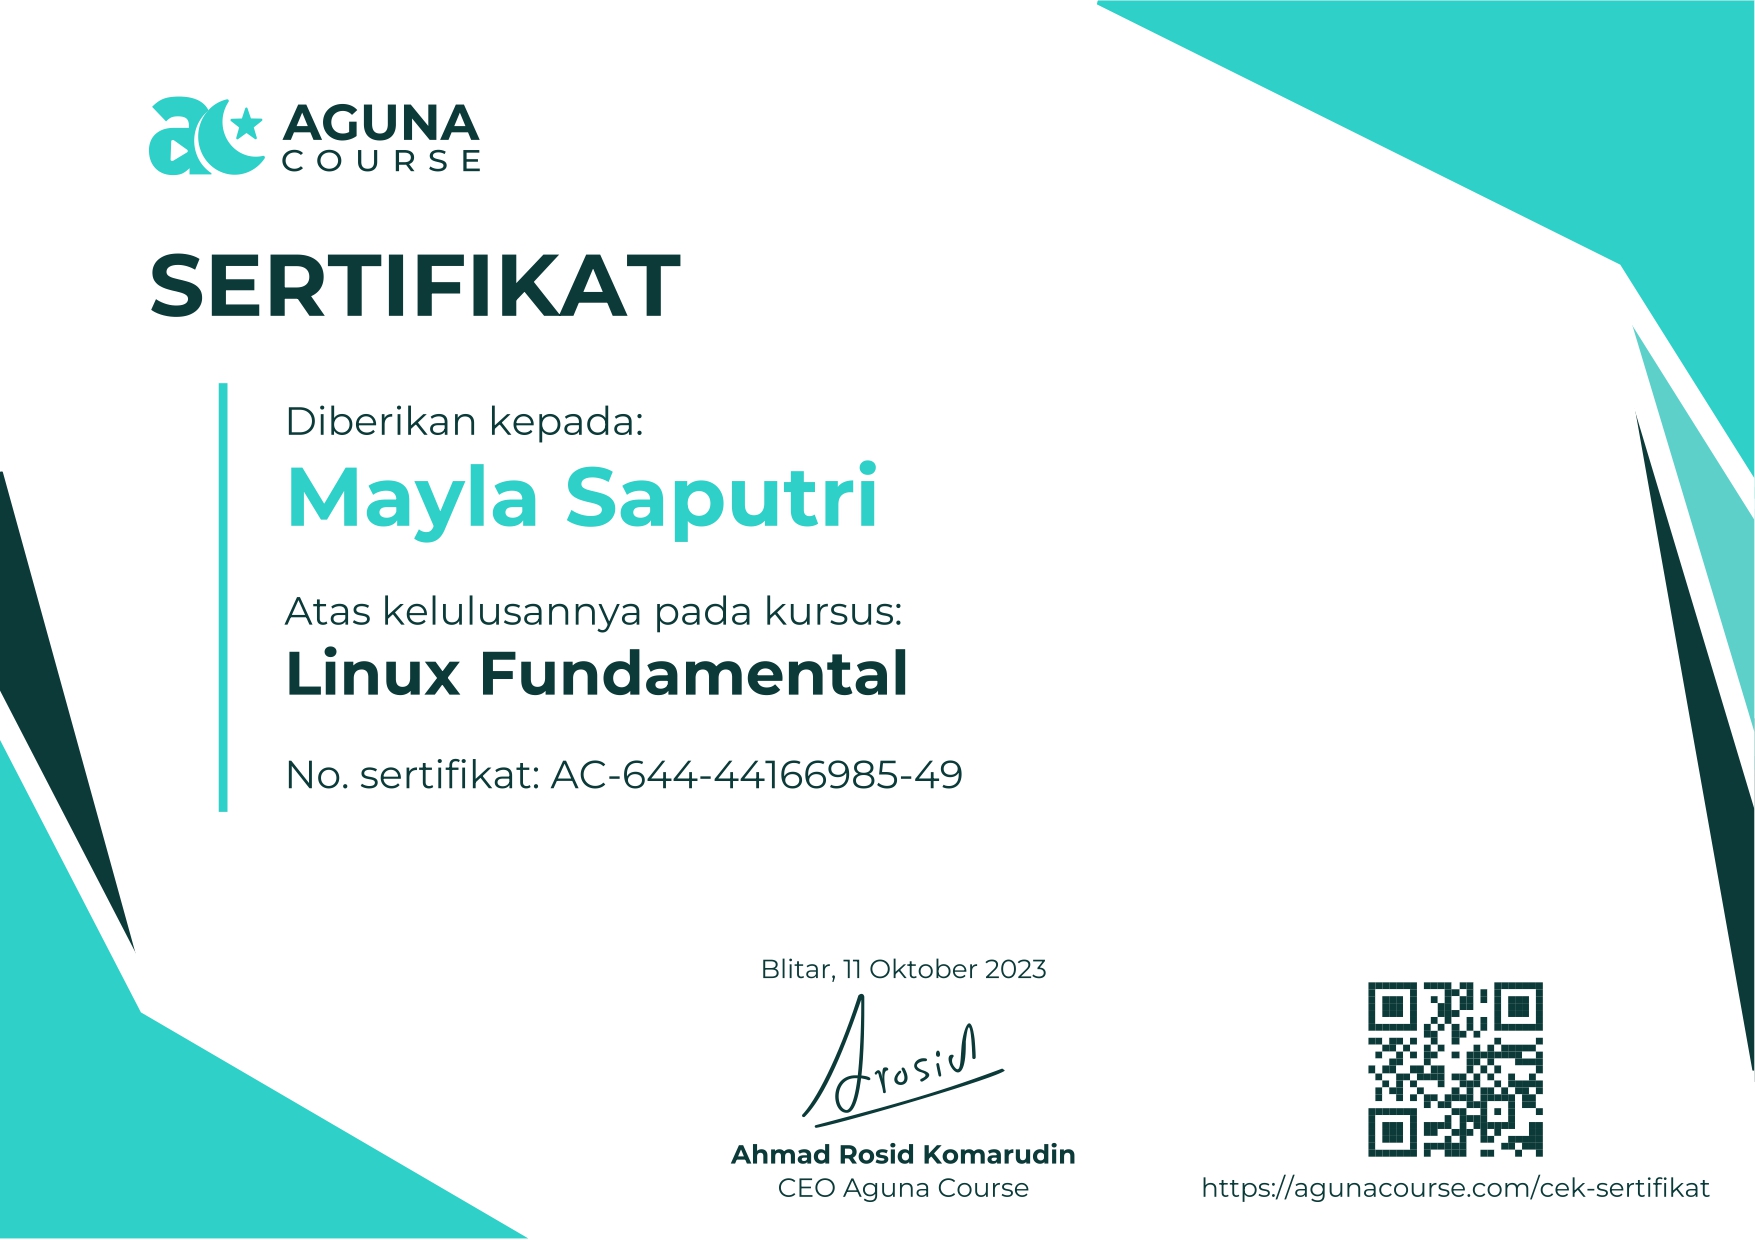 AGUNA
COURSE
SERTIFIKAT
Diberikan kepada:
Mayla Saputri
Atas kelulusannya pada kursus:
Linux Fundamental
No. sertifikat: AC-644-44166985-49
Blitar, 11 Oktober 2023
Arosid
Ahmad Rosid Komarudin
CEO Aguna Course
https://agunacourse.com/cek-sertifikat